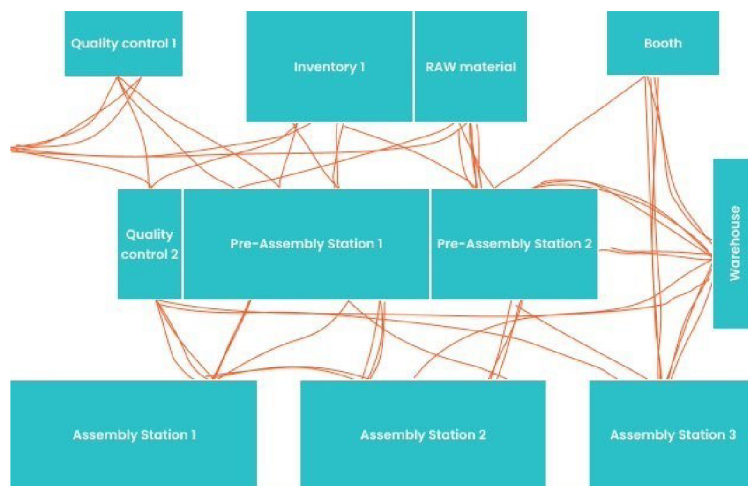 Quality control 1
Inventory 1
RAW material
Booth
Quality
control 2
Pre-Assembly Station 1
Pre-Assembly Station 2
Warehouse
Assembly Station 1
Assembly Station 2
Assembly Station 3